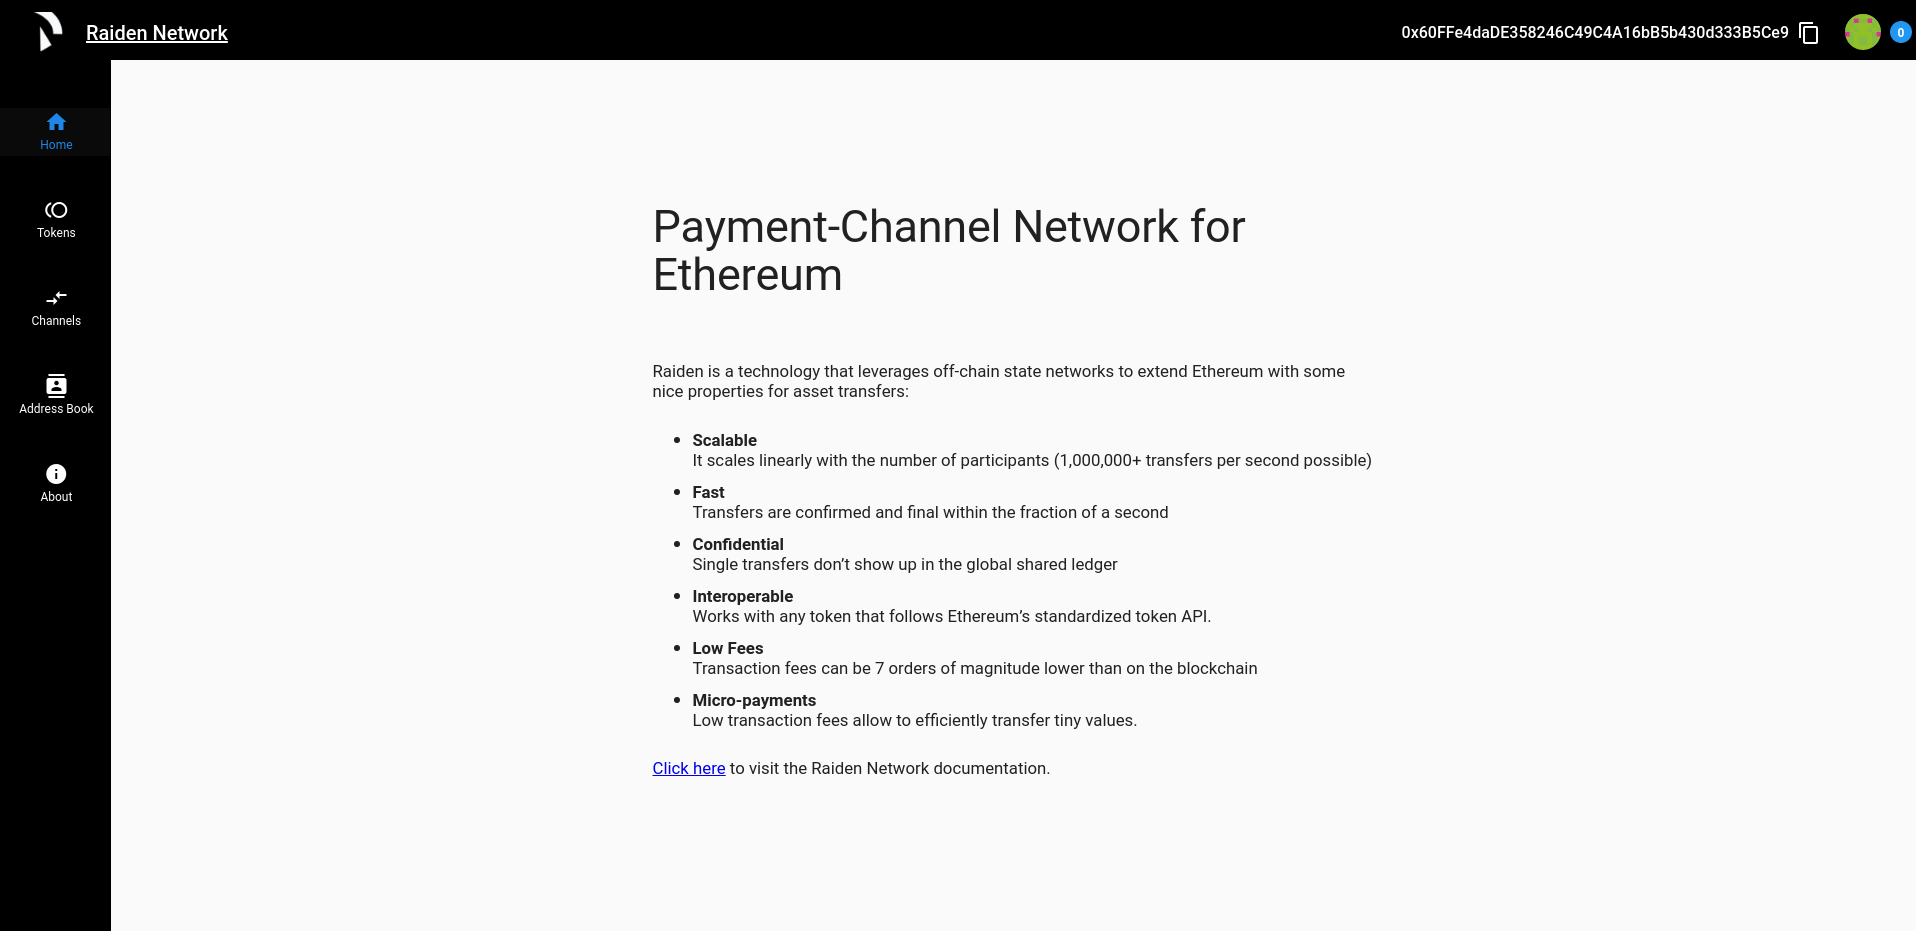 Raiden Network
0x60FFe4daDE358246C49C4A16bB5b430d333B5Ce9
0
Home
Tokens
Channels
Address Book
About
Payment-Channel Network for
Ethereum
Raiden is a technology that leverages off-chain state networks to extend Ethereum with some
nice properties for asset transfers:
Scalable
It scales linearly with the number of participants (1,000,000+ transfers per second possible)
Fast
Transfers are confirmed and final within the fraction of a second
Confidential
Single transfers don’t show up in the global shared ledger
Interoperable
Works with any token that follows Ethereum’s standardized token API.
Low Fees
Transaction fees can be 7 orders of magnitude lower than on the blockchain
Micro-payments
Low transaction fees allow to efficiently transfer tiny values.
Click here to visit the Raiden Network documentation.